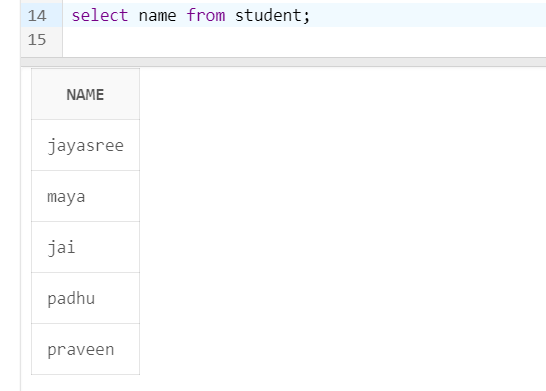 14 select name from student;
15
NAME
jayasree
maya
jai
padhu
praveen